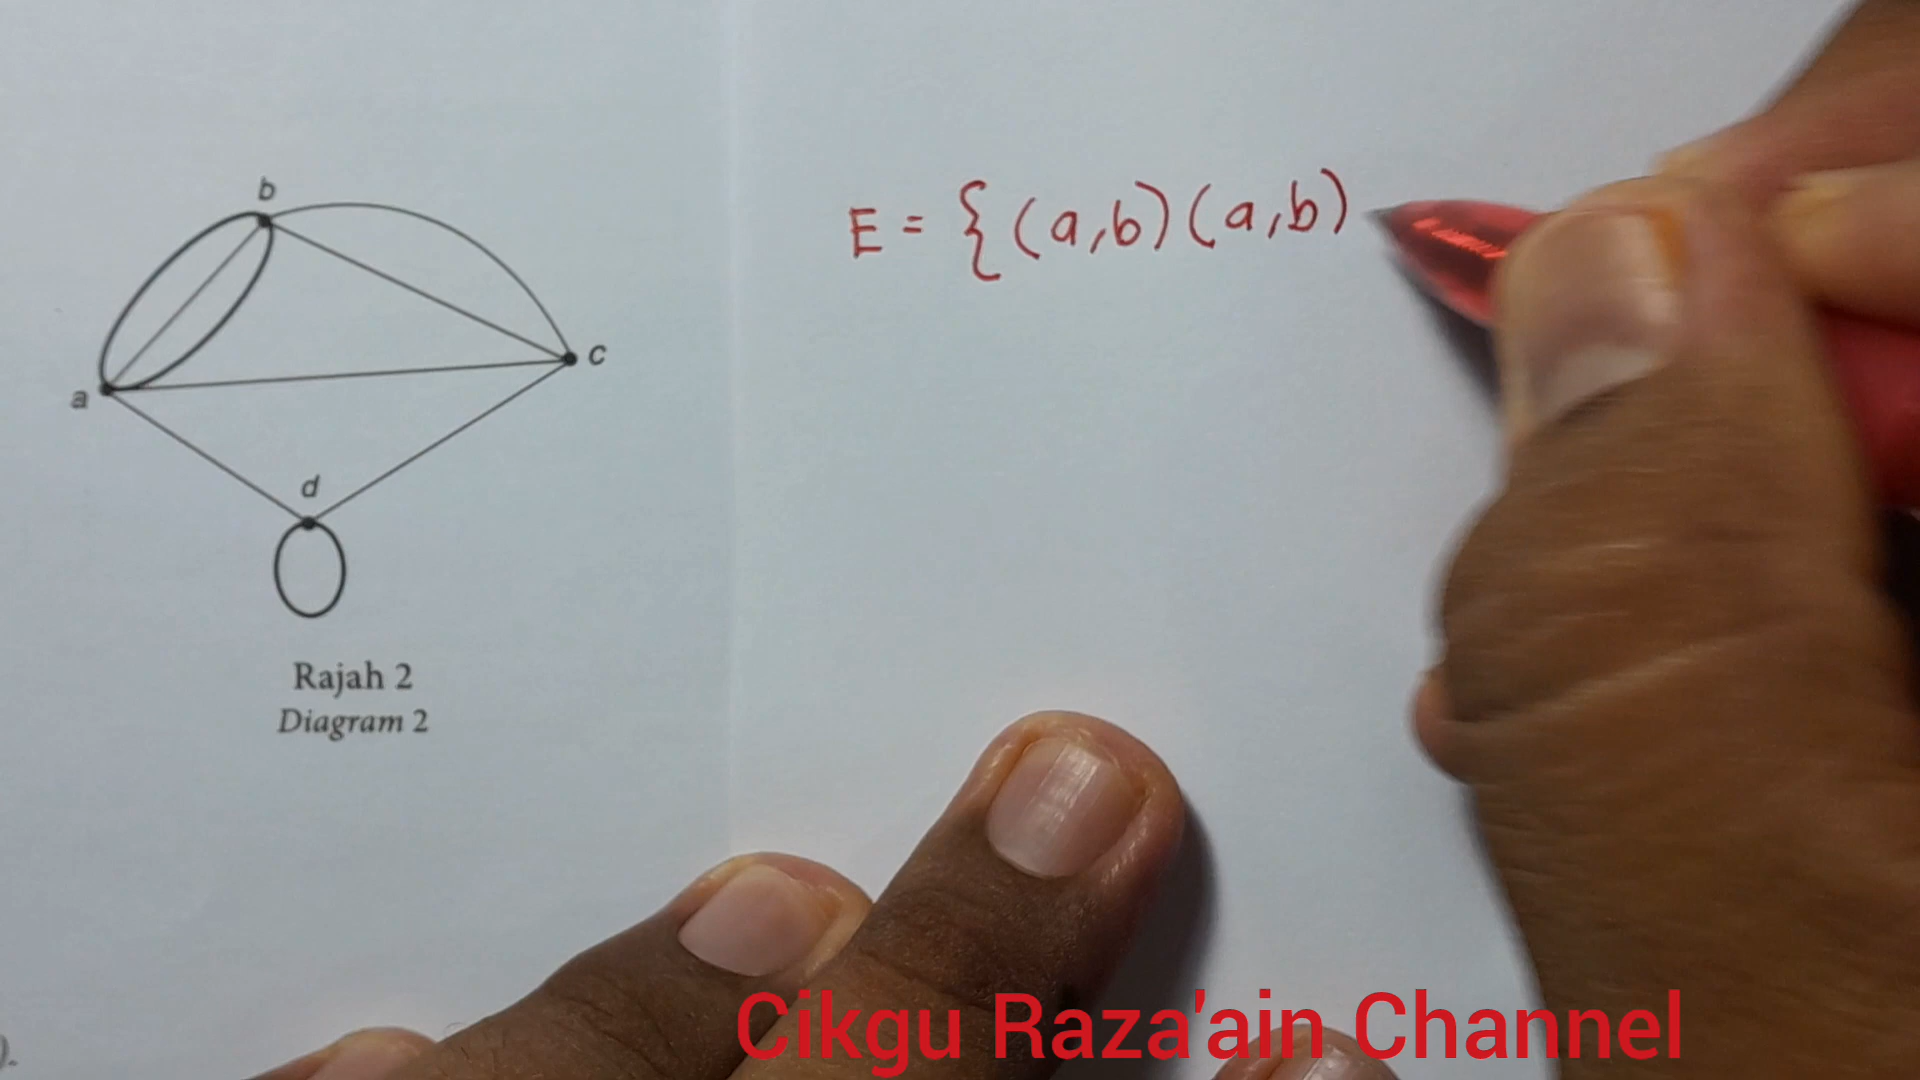 b
E = { (a,b) (a,b)
c
a
d
Rajah 2
Diagram 2
).
Cikgu Raza'ain Channel